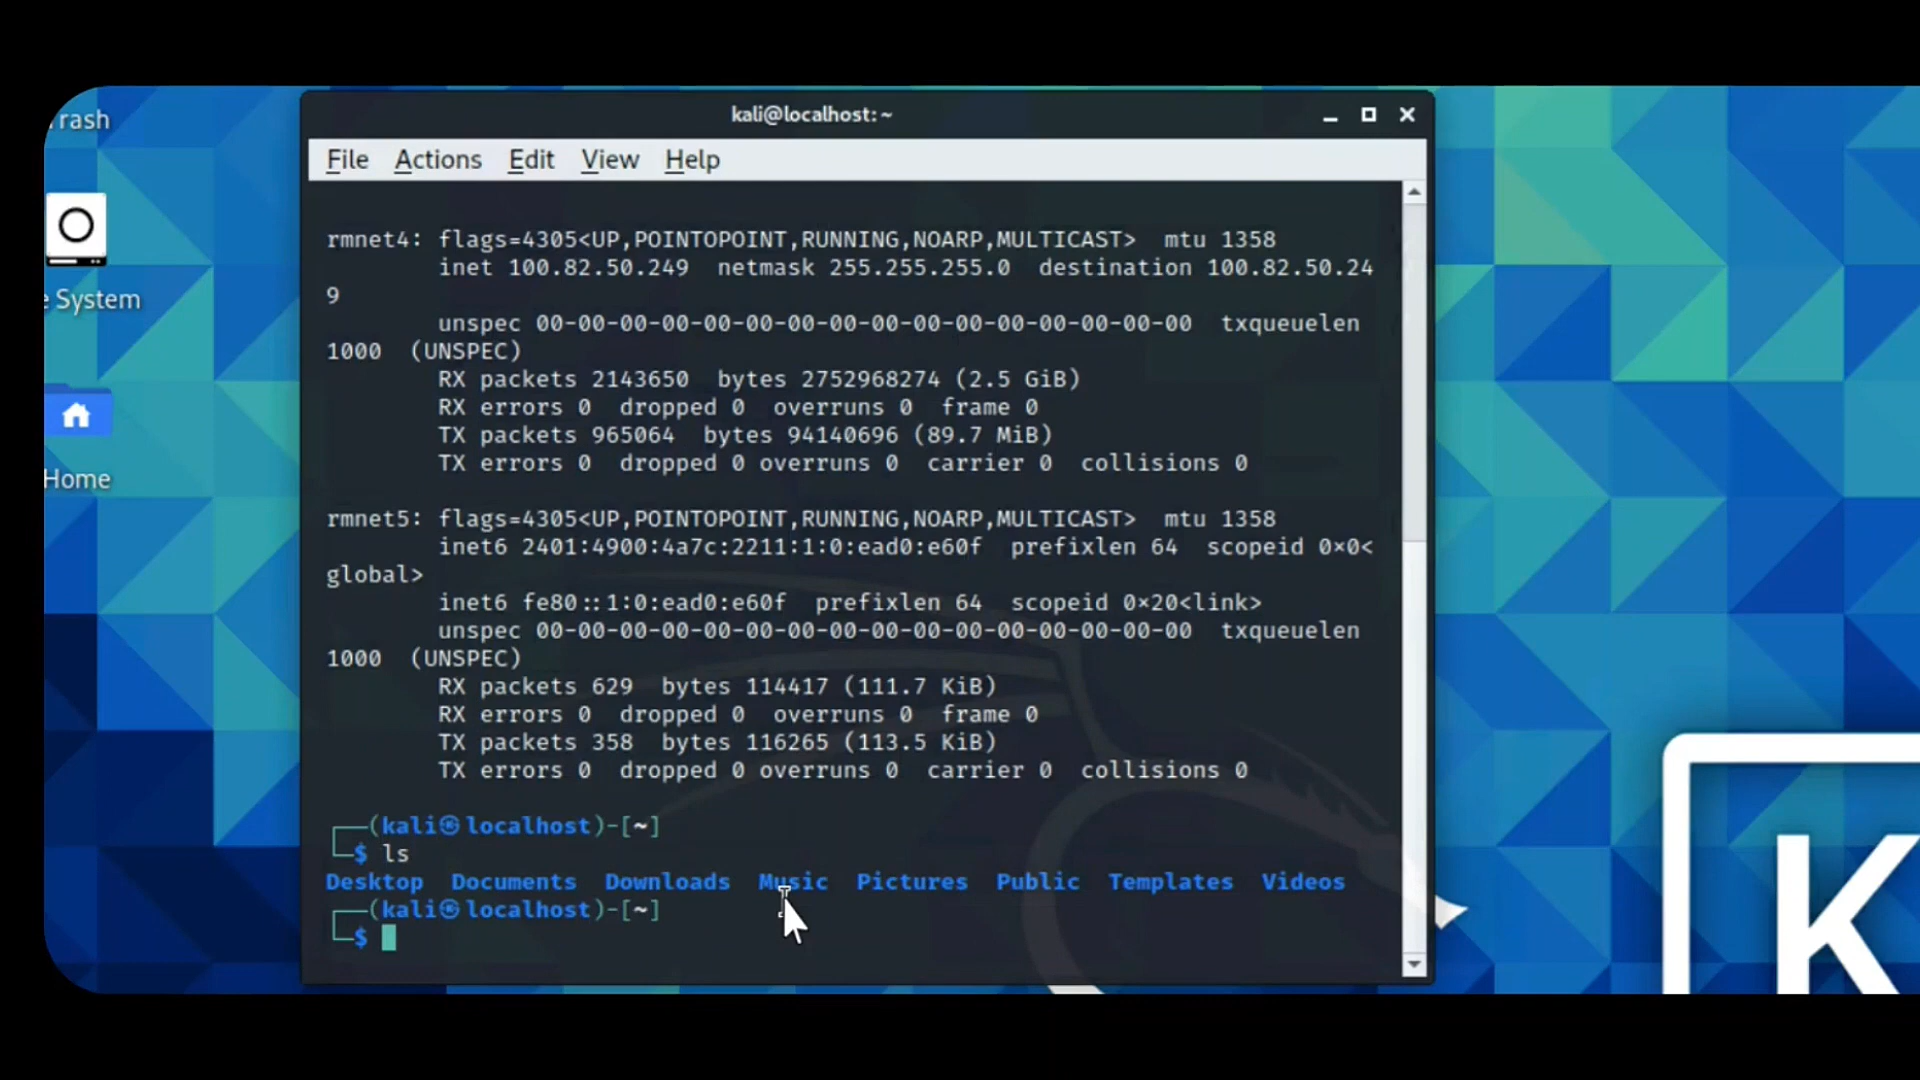 Trash
kali@localhost: ~
File Actions Edit View Help
e System
Home
rmnet4: flags=4305<UP,POINTOPOINT,RUNNING,NOARP,MULTICAST>  mtu 1358
inet 100.82.50.249  netmask 255.255.255.0  destination 100.82.50.24
9
unspec 00-00-00-00-00-00-00-00-00-00-00-00-00-00-00-00  txqueuelen
1000  (UNSPEC)
RX packets 2143650  bytes 2752968274 (2.5 GiB)
RX errors 0  dropped 0  overruns 0  frame 0
TX packets 965064  bytes 94140696 (89.7 MiB)
TX errors 0  dropped 0 overruns 0  carrier 0  collisions 0
rmnet5: flags=4305<UP,POINTOPOINT,RUNNING,NOARP,MULTICAST>  mtu 1358
inet6 2401:4900:4a7c:2211:1:0:ead0:e60f  prefixlen 64  scopeid 0×0<
global>
inet6 fe80::1:0:ead0:e60f  prefixlen 64  scopeid 0×20<link>
unspec 00-00-00-00-00-00-00-00-00-00-00-00-00-00-00-00  txqueuelen
1000  (UNSPEC)
RX packets 629  bytes 114417 (111.7 KiB)
RX errors 0  dropped 0  overruns 0  frame 0
TX packets 358  bytes 116265 (113.5 KiB)
TX errors 0  dropped 0 overruns 0  carrier 0  collisions 0
┌──(kali㉿localhost)-[~]
└─$ ls
Desktop  Documents  Downloads  Music  Pictures  Public  Templates  Videos
┌──(kali㉿localhost)-[~]
└─$
K